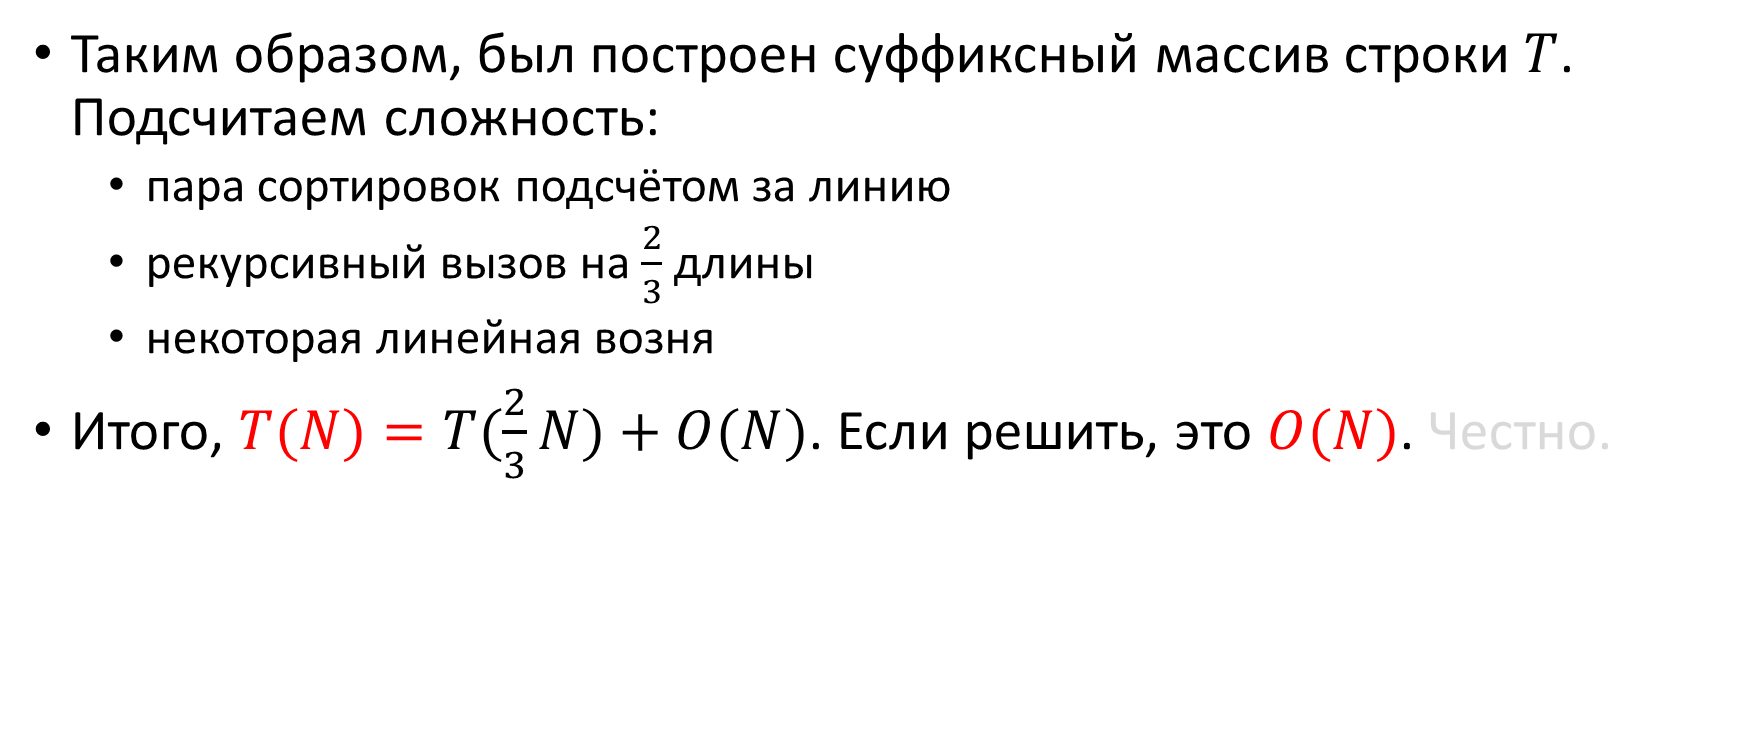 • Таким образом, был построен суффиксный массив строки T.
Подсчитаем сложность:
• пара сортировок подсчётом за линию
• рекурсивный вызов на 2/3 длины
• некоторая линейная возня
• Итого, T(N) = T(2/3 N) + O(N). Если решить, это O(N). Честно.